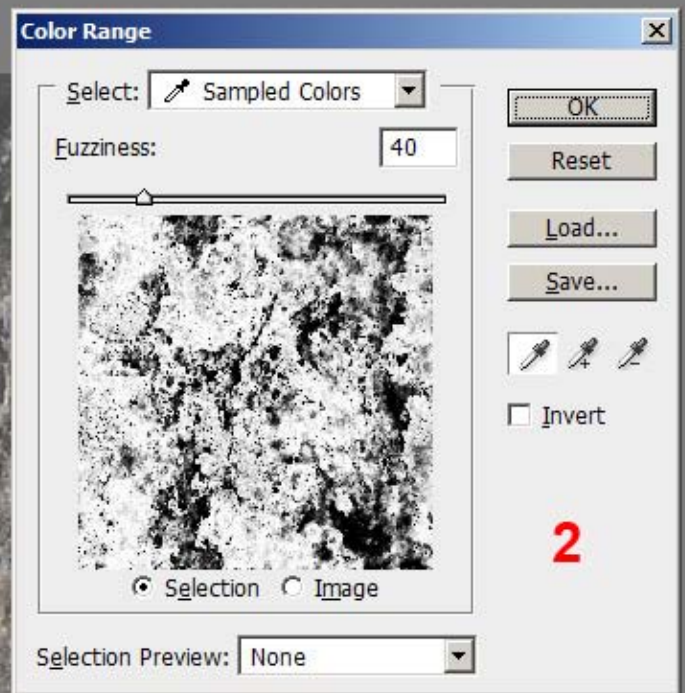 Color Range
Select: Sampled Colors
Fuzziness: 40
OK
Reset
Load...
Save...
Invert
2
Selection Image
Selection Preview: None